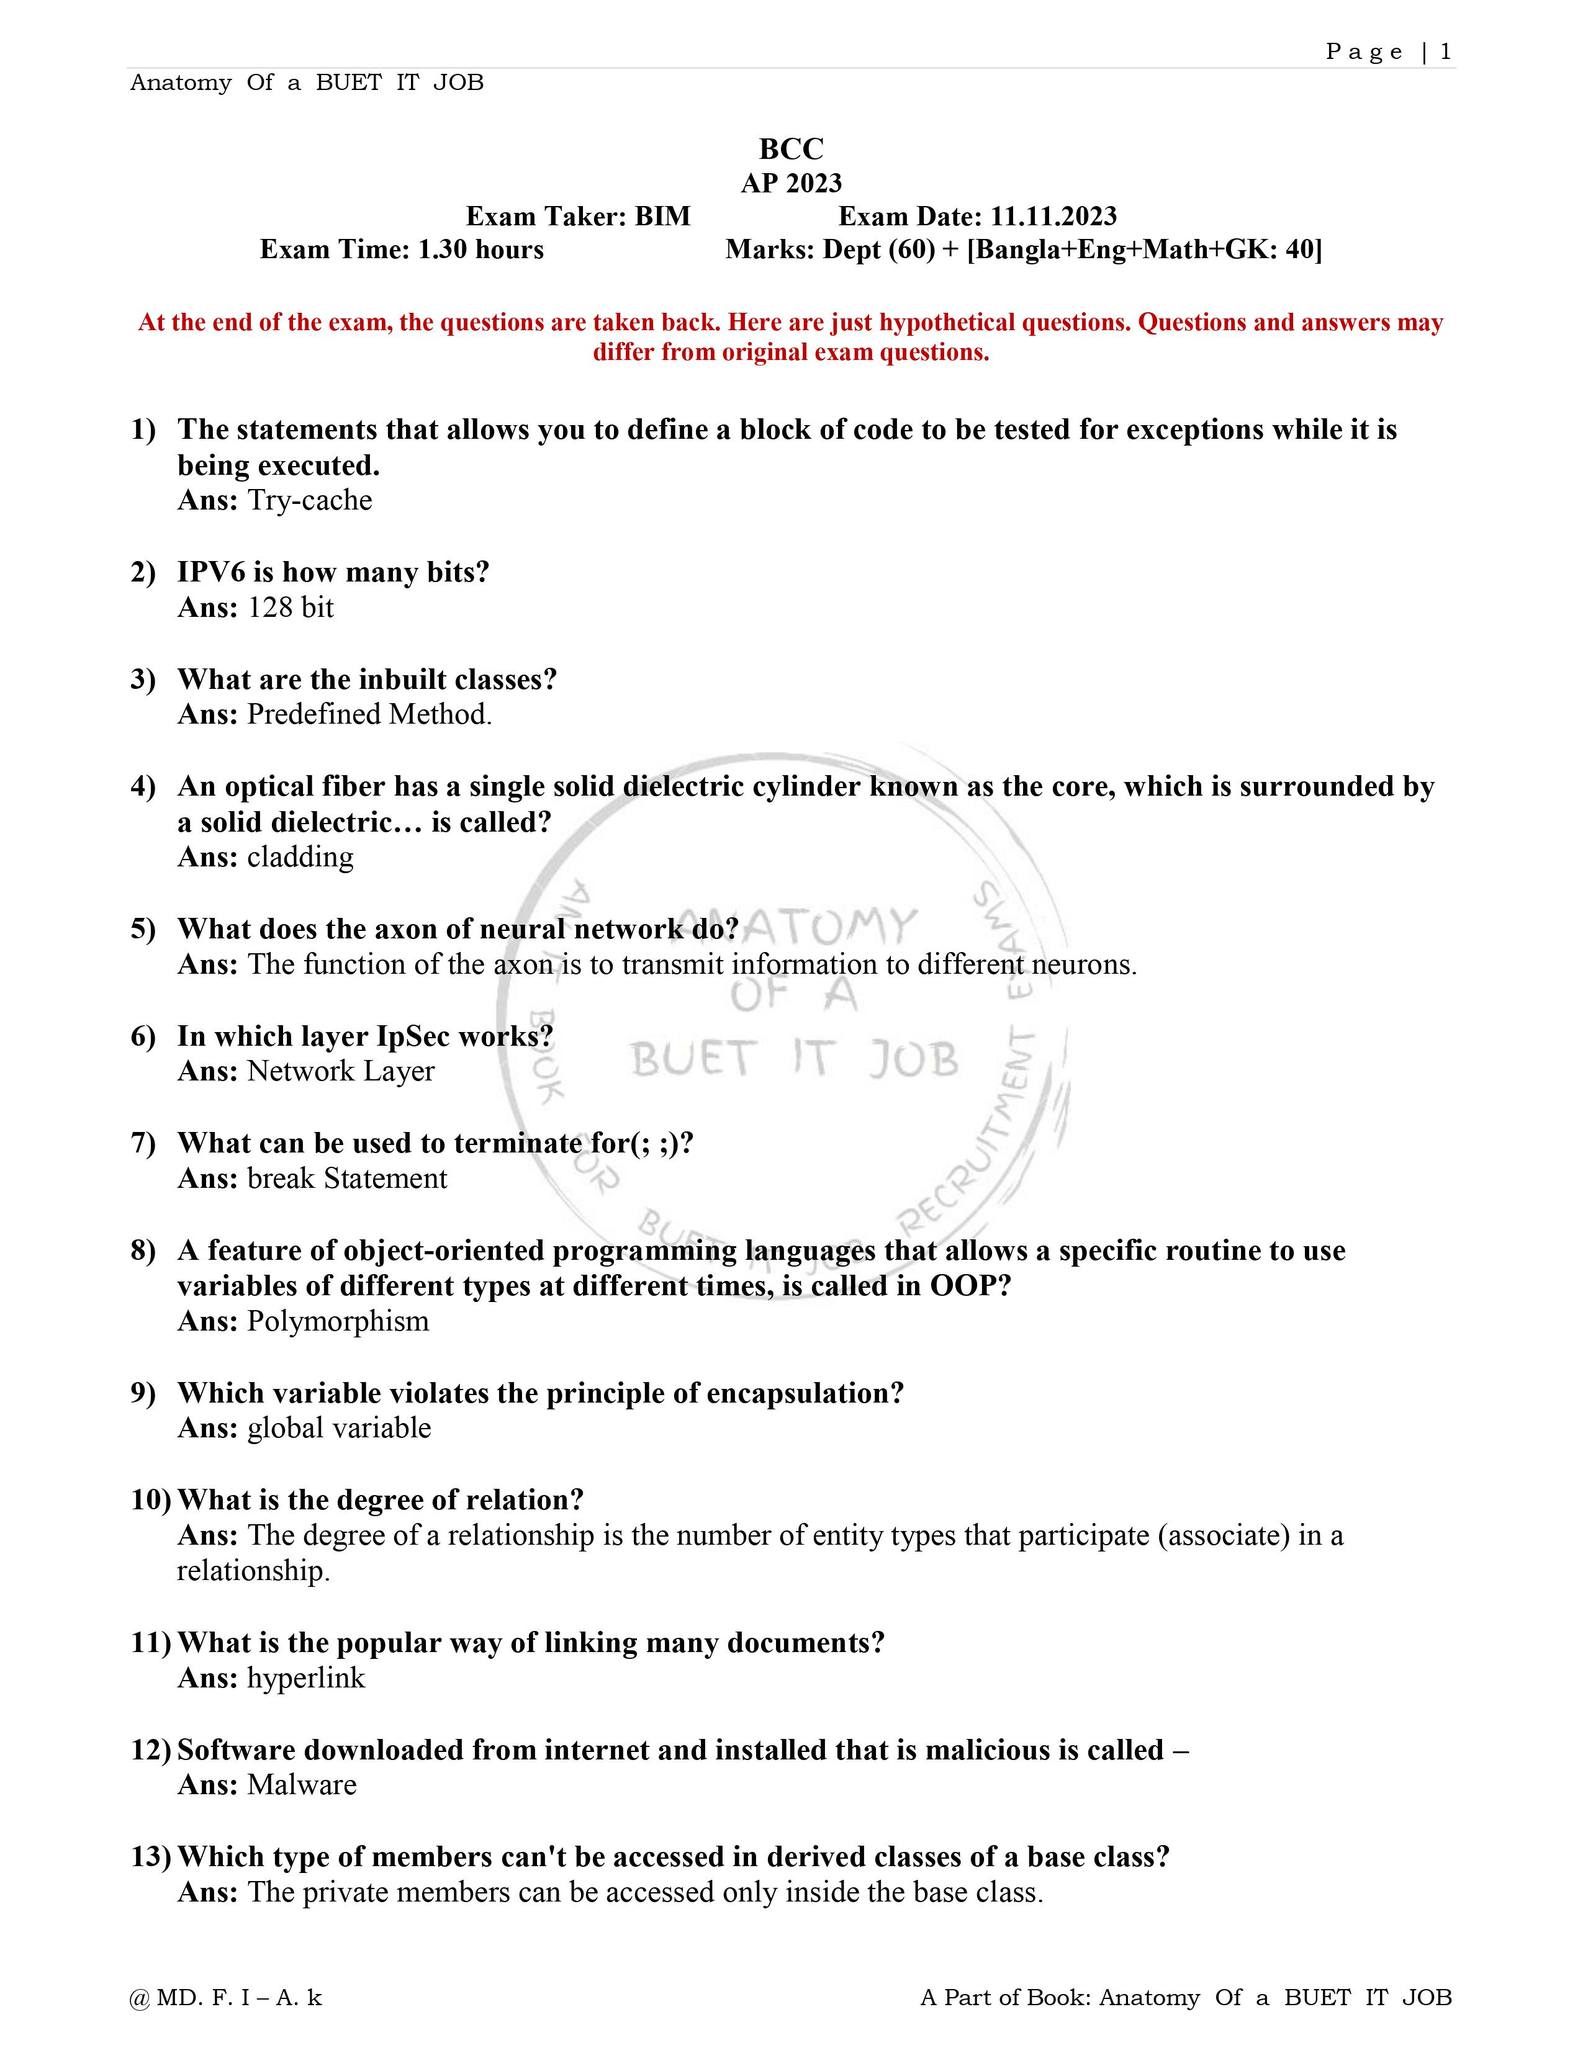 Page | 1
Anatomy Of a BUET IT JOB
BCC
AP 2023
Exam Taker: BIM Exam Date: 11.11.2023
Exam Time: 1.30 hours Marks: Dept (60) + [Bangla+Eng+Math+GK: 40]
At the end of the exam, the questions are taken back. Here are just hypothetical questions. Questions and answers may
differ from original exam questions.
1) The statements that allows you to define a block of code to be tested for exceptions while it is
being executed.
Ans: Try-cache
2) IPV6 is how many bits?
Ans: 128 bit
3) What are the inbuilt classes?
Ans: Predefined Method.
4) An optical fiber has a single solid dielectric cylinder known as the core, which is surrounded by
a solid dielectric… is called?
Ans: cladding
5) What does the axon of neural network do?
Ans: The function of the axon is to transmit information to different neurons.
6) In which layer IpSec works?
Ans: Network Layer
7) What can be used to terminate for(; ;)?
Ans: break Statement
8) A feature of object-oriented programming languages that allows a specific routine to use
variables of different types at different times, is called in OOP?
Ans: Polymorphism
9) Which variable violates the principle of encapsulation?
Ans: global variable
10) What is the degree of relation?
Ans: The degree of a relationship is the number of entity types that participate (associate) in a
relationship.
11) What is the popular way of linking many documents?
Ans: hyperlink
12) Software downloaded from internet and installed that is malicious is called –
Ans: Malware
13) Which type of members can't be accessed in derived classes of a base class?
Ans: The private members can be accessed only inside the base class.
ANATOMY
OF A
BUET IT JOB
AN IT BOOK FOR BUET IT JOB RECRUITMENT EXAMS
@ MD. F. I – A. k A Part of Book: Anatomy Of a BUET IT JOB